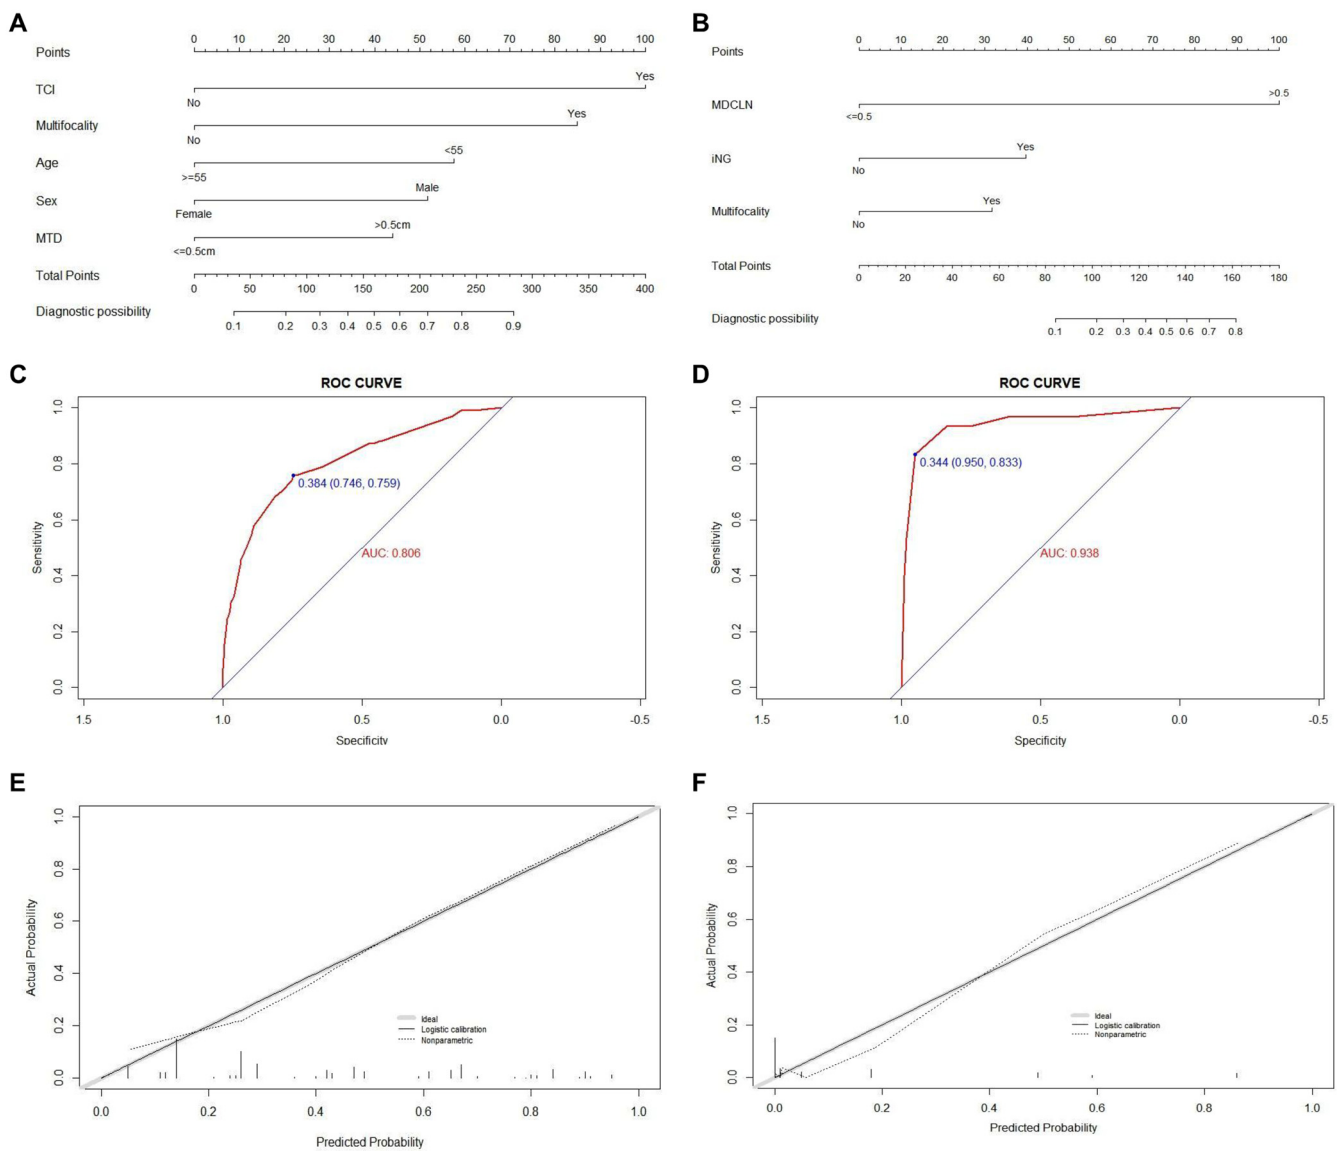 A
0 10 20 30 40 50 60 70 80 90 100
Points
Yes
TCI
No
Yes
Multifocality
No
<55
Age
>=55
Male
Sex
Female
>0.5cm
MTD
<=0.5cm
Total Points
0 50 100 150 200 250 300 350 400
Diagnostic possibility
0.1 0.2 0.3 0.4 0.5 0.6 0.7 0.8 0.9
B
0 10 20 30 40 50 60 70 80 90 100
Points
>0.5
MDCLN
<=0.5
Yes
iNG
No
Yes
Multifocality
No
Total Points
0 20 40 60 80 100 120 140 160 180
Diagnostic possibility
0.1 0.2 0.3 0.4 0.5 0.6 0.7 0.8
C
ROC CURVE
1.0
0.8
0.6
0.4
0.2
0.0
Sensitivity
0.384 (0.746, 0.759)
AUC: 0.806
1.5 1.0 0.5 0.0 -0.5
Specificity
D
ROC CURVE
1.0
0.8
0.6
0.4
0.2
0.0
Sensitivity
0.344 (0.950, 0.833)
AUC: 0.938
1.5 1.0 0.5 0.0 -0.5
Specificity
E
1.0
0.8
0.6
0.4
0.2
0.0
Actual Probability
Ideal
Logistic calibration
Nonparametric
0.0 0.2 0.4 0.6 0.8 1.0
Predicted Probability
F
1.0
0.8
0.6
0.4
0.2
0.0
Actual Probability
Ideal
Logistic calibration
Nonparametric
0.0 0.2 0.4 0.6 0.8 1.0
Predicted Probability